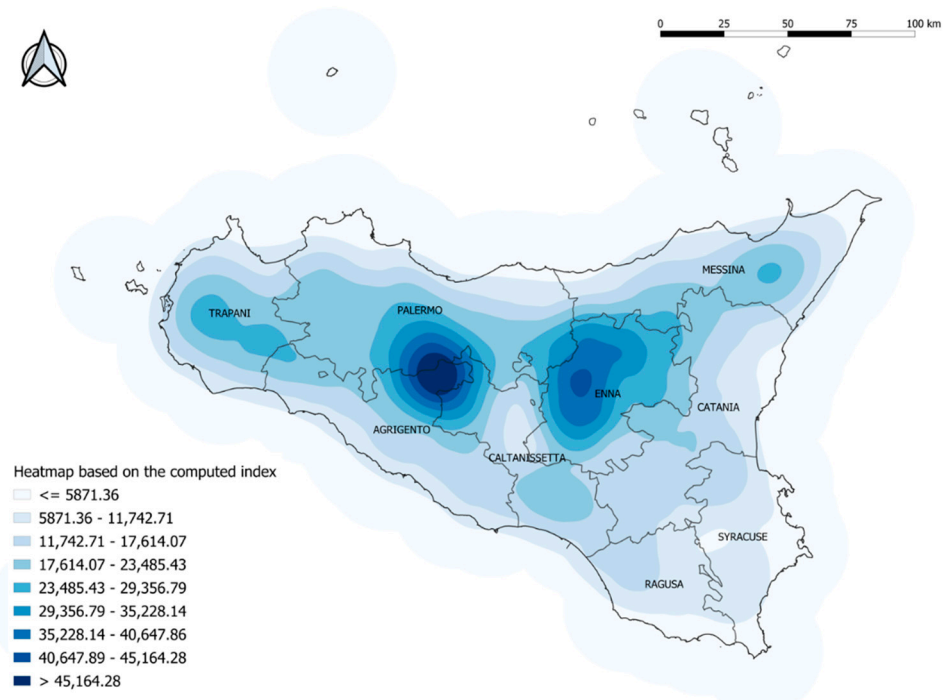 0 25 50 75 100 km
MESSINA
TRAPANI
PALERMO
ENNA
CATANIA
AGRIGENTO
CALTANISSETTA
SYRACUSE
RAGUSA
Heatmap based on the computed index
<= 5871.36
5871.36 - 11,742.71
11,742.71 - 17,614.07
17,614.07 - 23,485.43
23,485.43 - 29,356.79
29,356.79 - 35,228.14
35,228.14 - 40,647.86
40,647.89 - 45,164.28
> 45,164.28